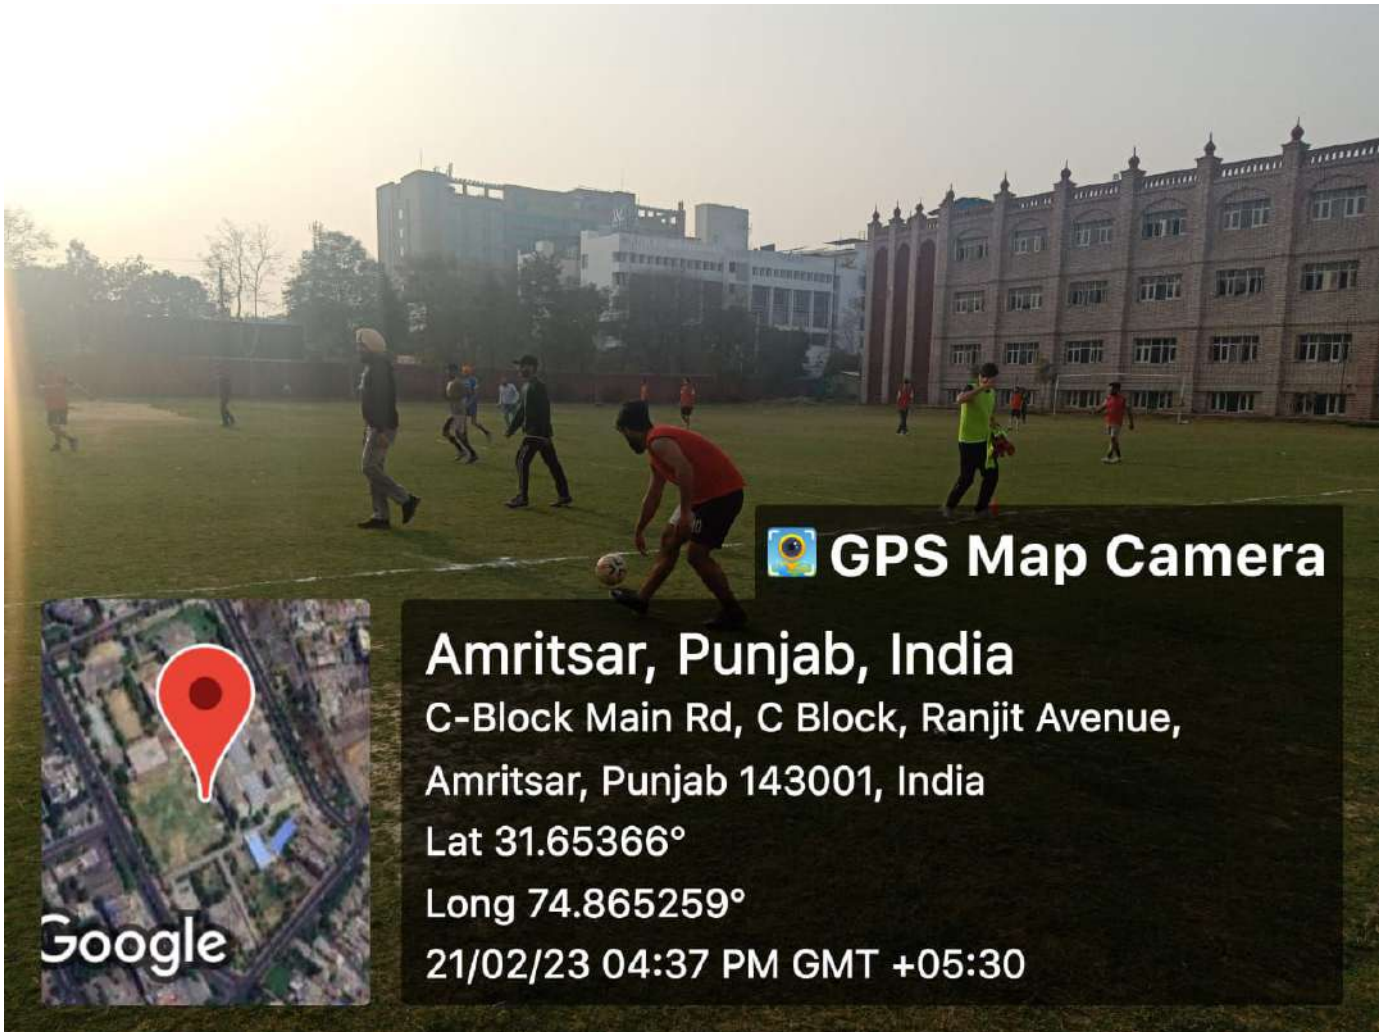 GPS Map Camera
Amritsar, Punjab, India
C-Block Main Rd, C Block, Ranjit Avenue,
Amritsar, Punjab 143001, India
Lat 31.65366°
Long 74.865259°
21/02/23 04:37 PM GMT +05:30
Google